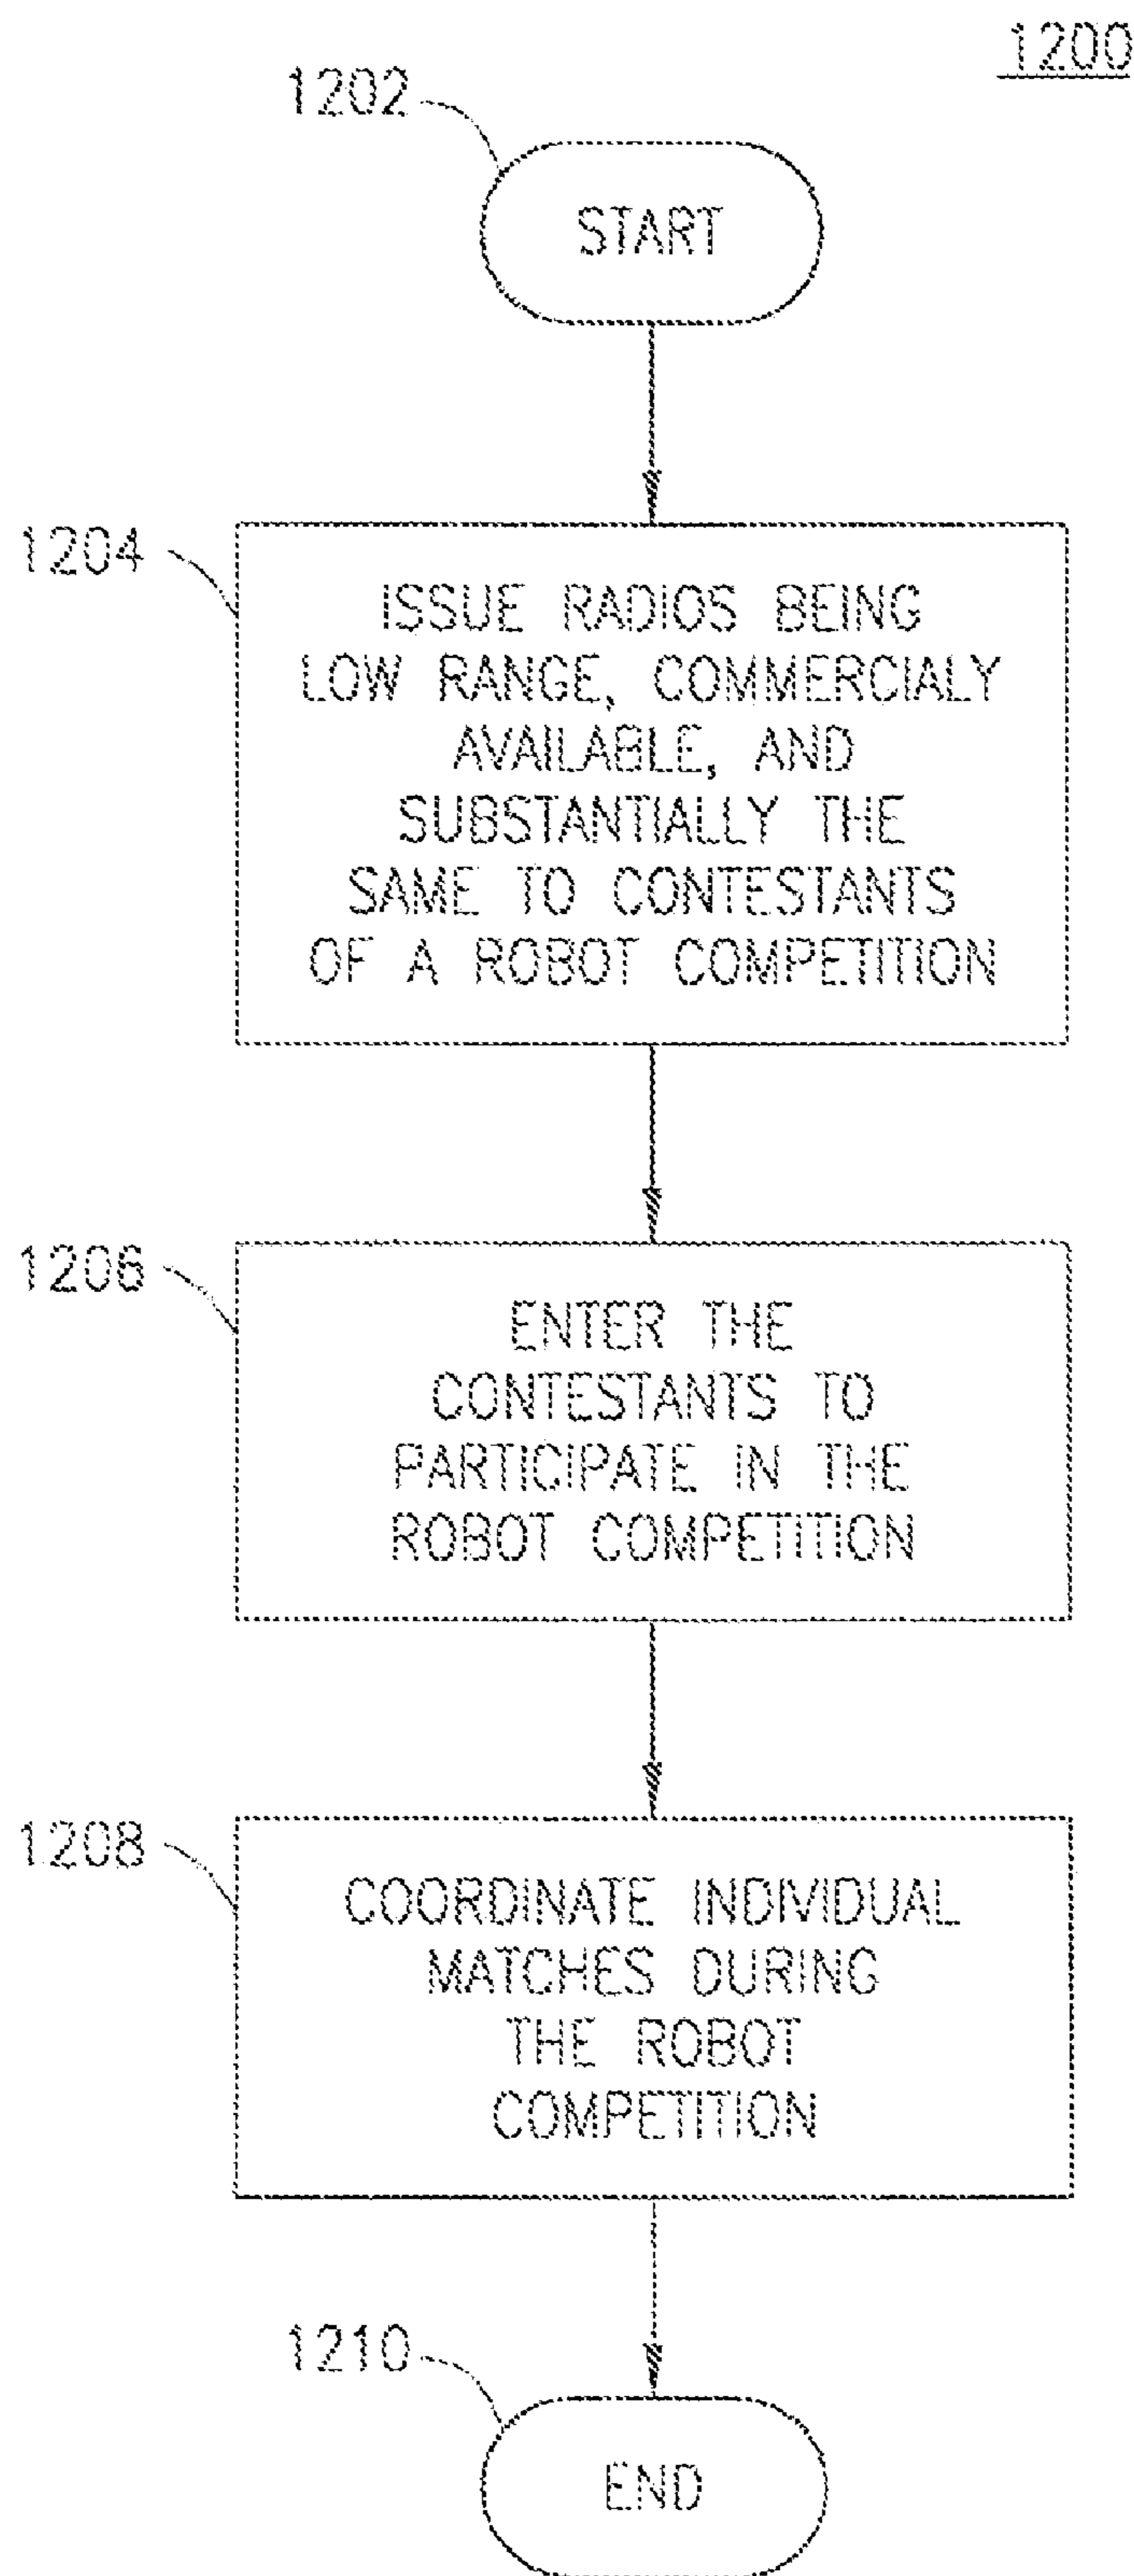 1200
1202
START
1204
ISSUE RADIOS BEING
LOW RANGE, COMMERCIALY
AVAILABLE, AND
SUBSTANTIALLY THE
SAME TO CONTESTANTS
OF A ROBOT COMPETITION
1206
ENTER THE
CONTESTANTS TO
PARTICIPATE IN THE
ROBOT COMPETITION
1208
COORDINATE INDIVIDUAL
MATCHES DURING
THE ROBOT
COMPETITION
1210
END